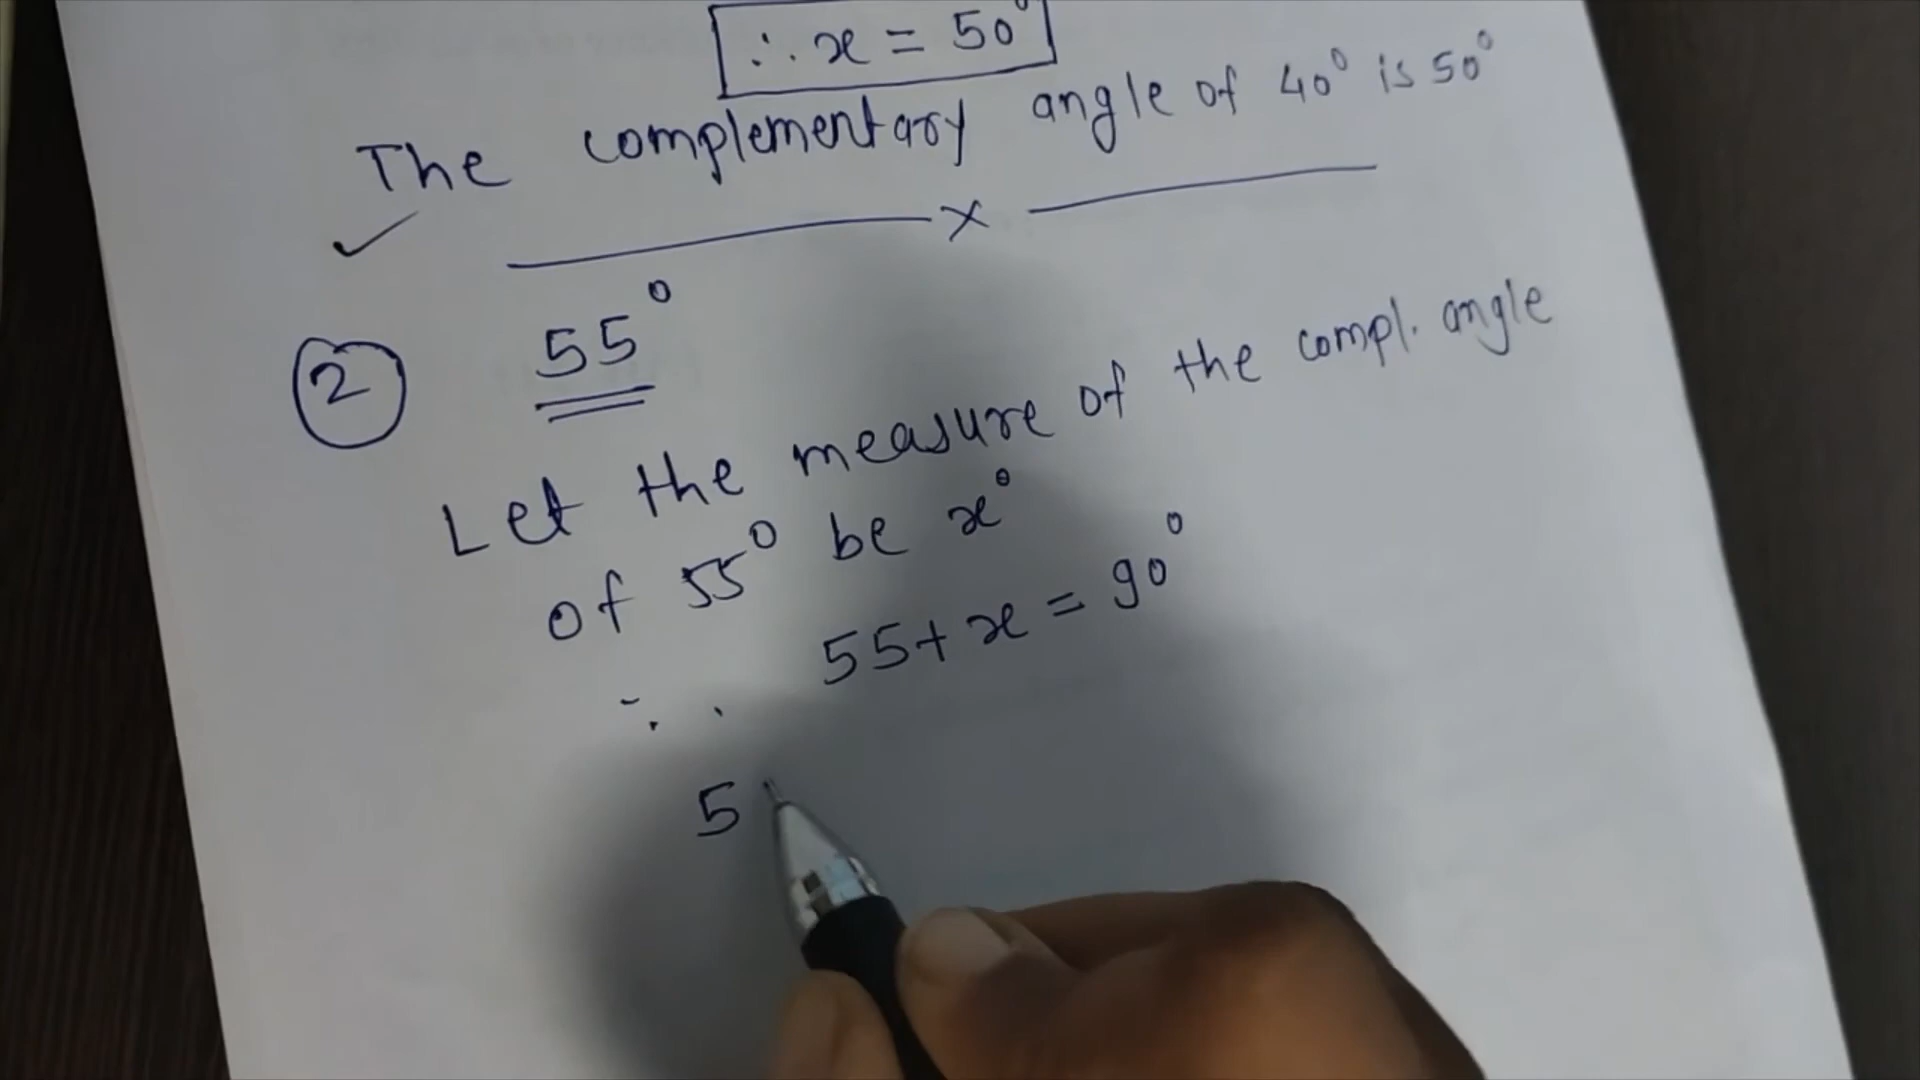 ∴ x = 50°
The complementary angle of 40° is 50°
✓
x
② 55°
Let the measure of the compl. angle
of 55° be x°
∴ 55 + x = 90°
5